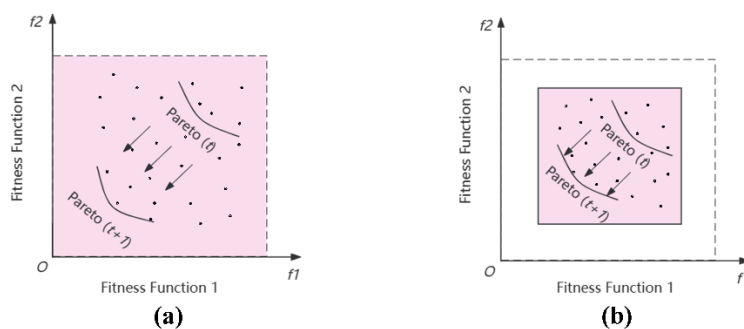 f2
Fitness Function 2
Pareto (t)
Pareto (t+1)
O
f1
Fitness Function 1
(a)
f2
Fitness Function 2
Pareto (t)
Pareto (t+1)
O
f
Fitness Function 1
(b)